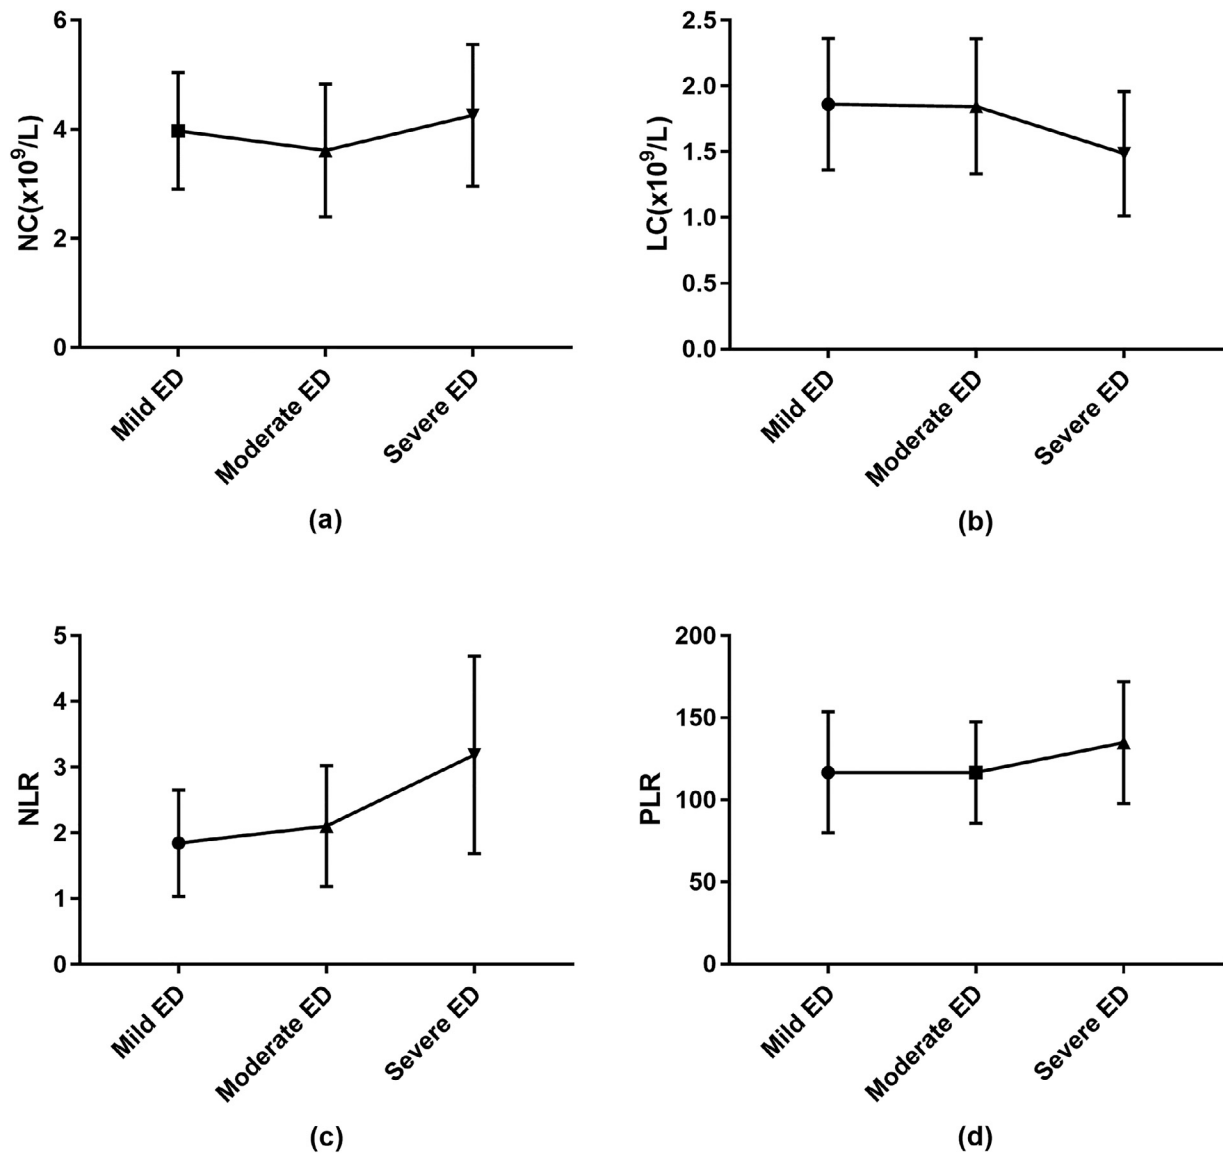 6
4
2
0
NC(x10⁹/L)
Mild ED
Moderate ED
Severe ED
(a)
2.5
2.0
1.5
1.0
0.5
0.0
LC(x10⁹/L)
Mild ED
Moderate ED
Severe ED
(b)
5
4
3
2
1
0
NLR
Mild ED
Moderate ED
Severe ED
(c)
200
150
100
50
0
PLR
Mild ED
Moderate ED
Severe ED
(d)